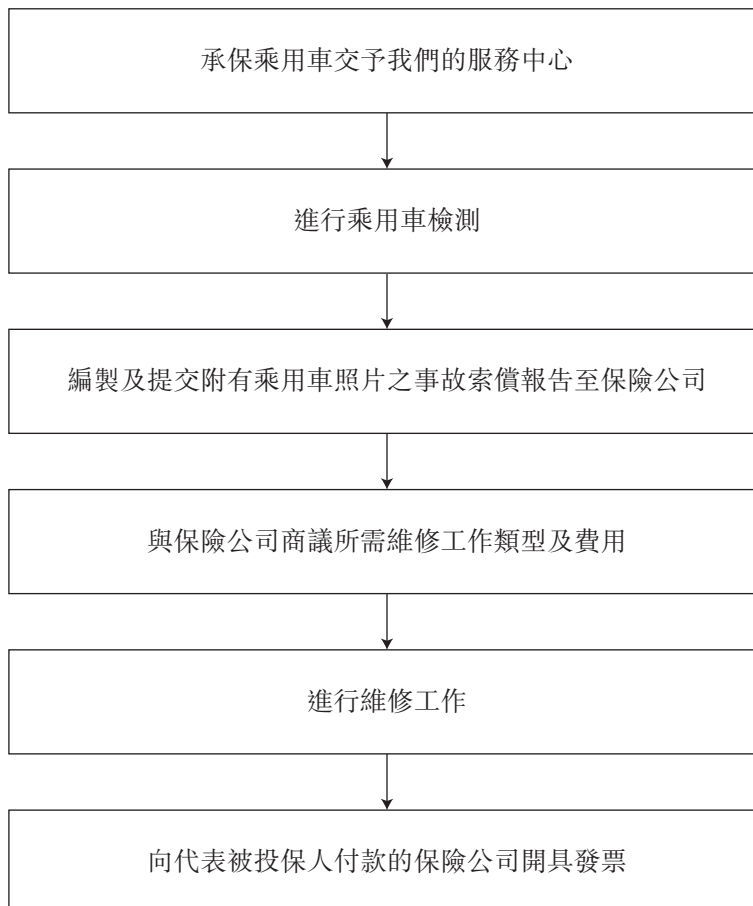 承保乘用車交予我們的服務中心
進行乘用車檢測
編製及提交附有乘用車照片之事故索償報告至保險公司
與保險公司商議所需維修工作類型及費用
進行維修工作
向代表被投保人付款的保險公司開具發票